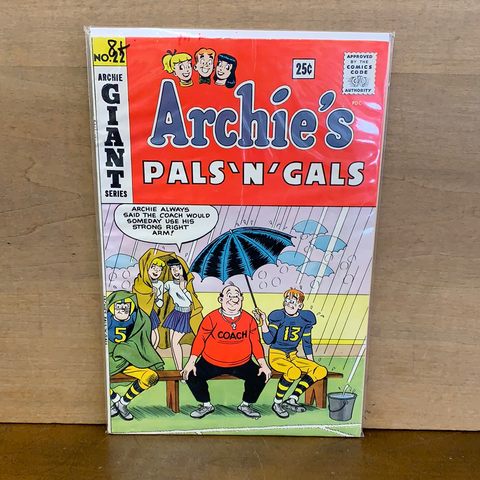 8+
NO. 22
ARCHIE
GIANT
SERIES
25¢
APPROVED
BY THE
COMICS
CODE
AUTHORITY
Archie's
PALS 'N' GALS
ARCHIE ALWAYS
SAID THE COACH WOULD
SOMEDAY USE HIS
STRONG RIGHT
ARM!
5
COACH
13